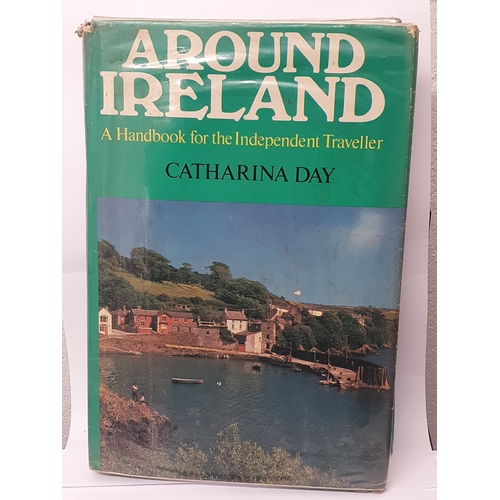 AROUND
IRELAND
A Handbook for the Independent Traveller
CATHARINA DAY